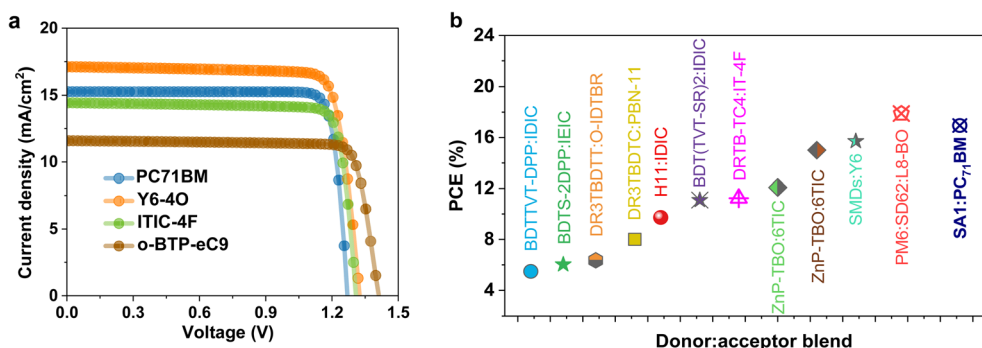 a
20
15
10
5
0
Current density (mA/cm²)
PC71BM
Y6-4O
ITIC-4F
o-BTP-eC9
0.0 0.3 0.6 0.9 1.2 1.5
Voltage (V)
b
24
20
16
12
8
4
PCE (%)
BDTTVT-DPP:IDIC
BDTS-2DPP:IEIC
DR3TBDTT:O-IDTBR
DR3TBDTC:PBN-11
H11:IDIC
BDT(TVT-SR)2:IDIC
DRTB-TC4:IT-4F
ZnP-TBO:6TIC
ZnP-TBO:6TIC
SMDs:Y6
PM6:SD62:L8-BO
SA1:PC₇₁BM
Donor:acceptor blend